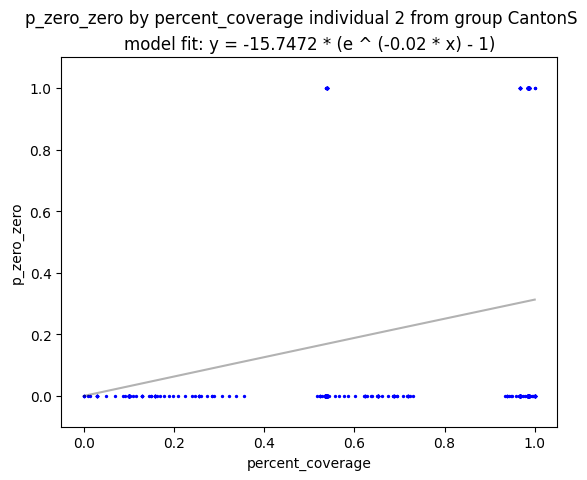 p_zero_zero by percent_coverage individual 2 from group CantonS
model fit: y = -15.7472 * (e ^ (-0.02 * x) - 1)
1.0
0.8
0.6
0.4
0.2
0.0
p_zero_zero
0.0 0.2 0.4 0.6 0.8 1.0
percent_coverage